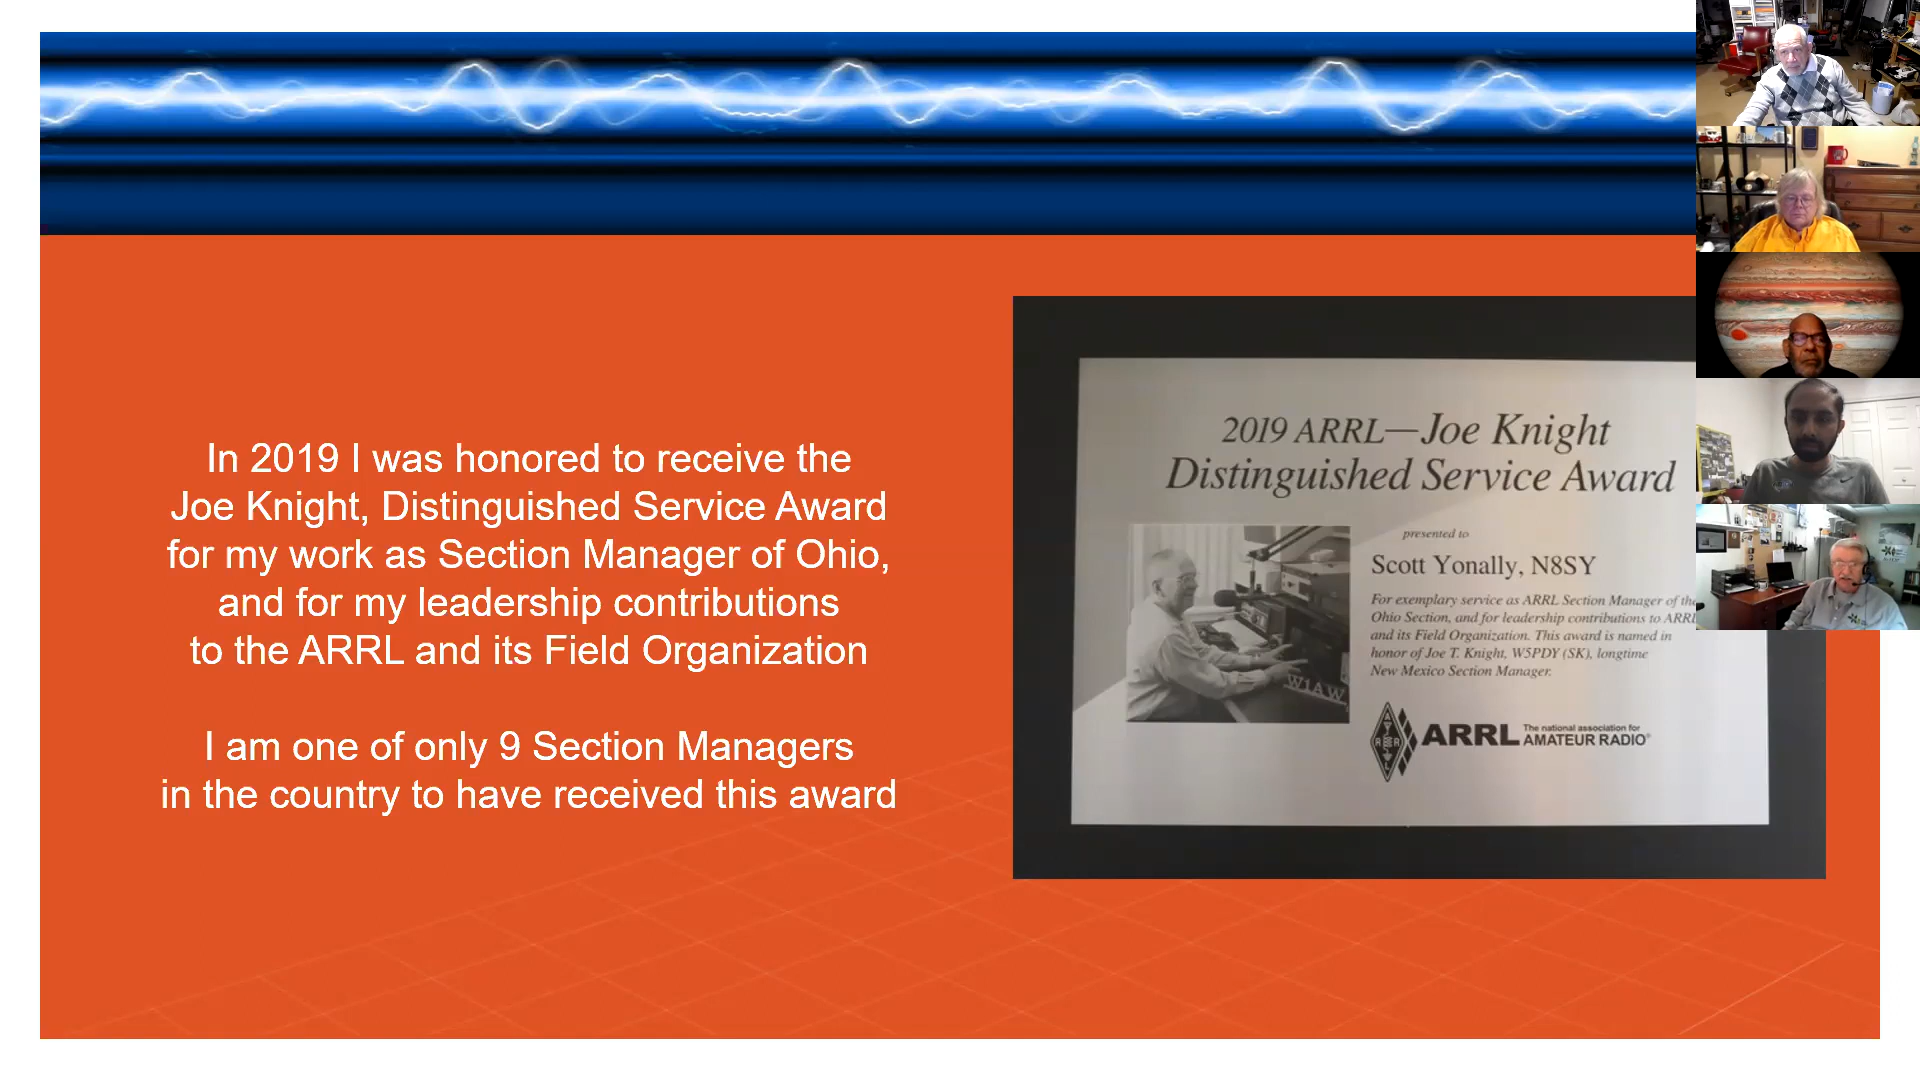 In 2019 I was honored to receive the
Joe Knight, Distinguished Service Award
for my work as Section Manager of Ohio,
and for my leadership contributions
to the ARRL and its Field Organization
I am one of only 9 Section Managers
in the country to have received this award
2019 ARRL—Joe Knight
Distinguished Service Award
presented to
Scott Yonally, N8SY
For exemplary service as ARRL Section Manager of the
Ohio Section, and for leadership contributions to ARRL
and its Field Organization. This award is named in
honor of Joe T. Knight, W5PDY (SK), longtime
New Mexico Section Manager.
W1AW
ARRL The national association for
AMATEUR RADIO®